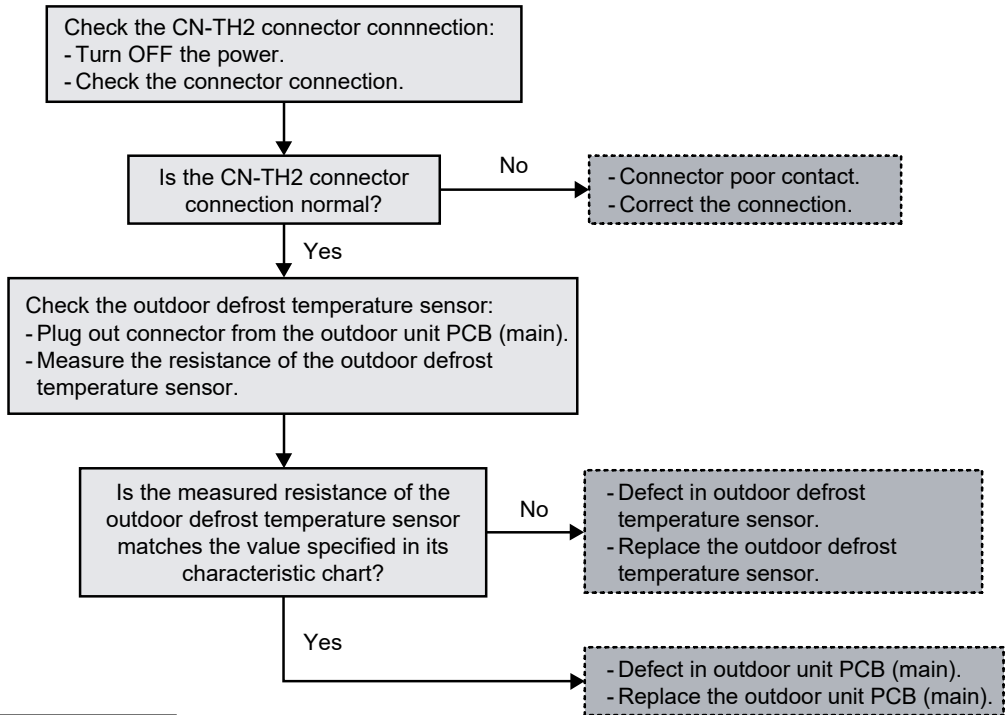 Check the CN-TH2 connector connnection:
- Turn OFF the power.
- Check the connector connection.
Is the CN-TH2 connector
connection normal?
No
- Connector poor contact.
- Correct the connection.
Yes
Check the outdoor defrost temperature sensor:
- Plug out connector from the outdoor unit PCB (main).
- Measure the resistance of the outdoor defrost
temperature sensor.
Is the measured resistance of the
outdoor defrost temperature sensor
matches the value specified in its
characteristic chart?
No
- Defect in outdoor defrost
temperature sensor.
- Replace the outdoor defrost
temperature sensor.
Yes
- Defect in outdoor unit PCB (main).
- Replace the outdoor unit PCB (main).